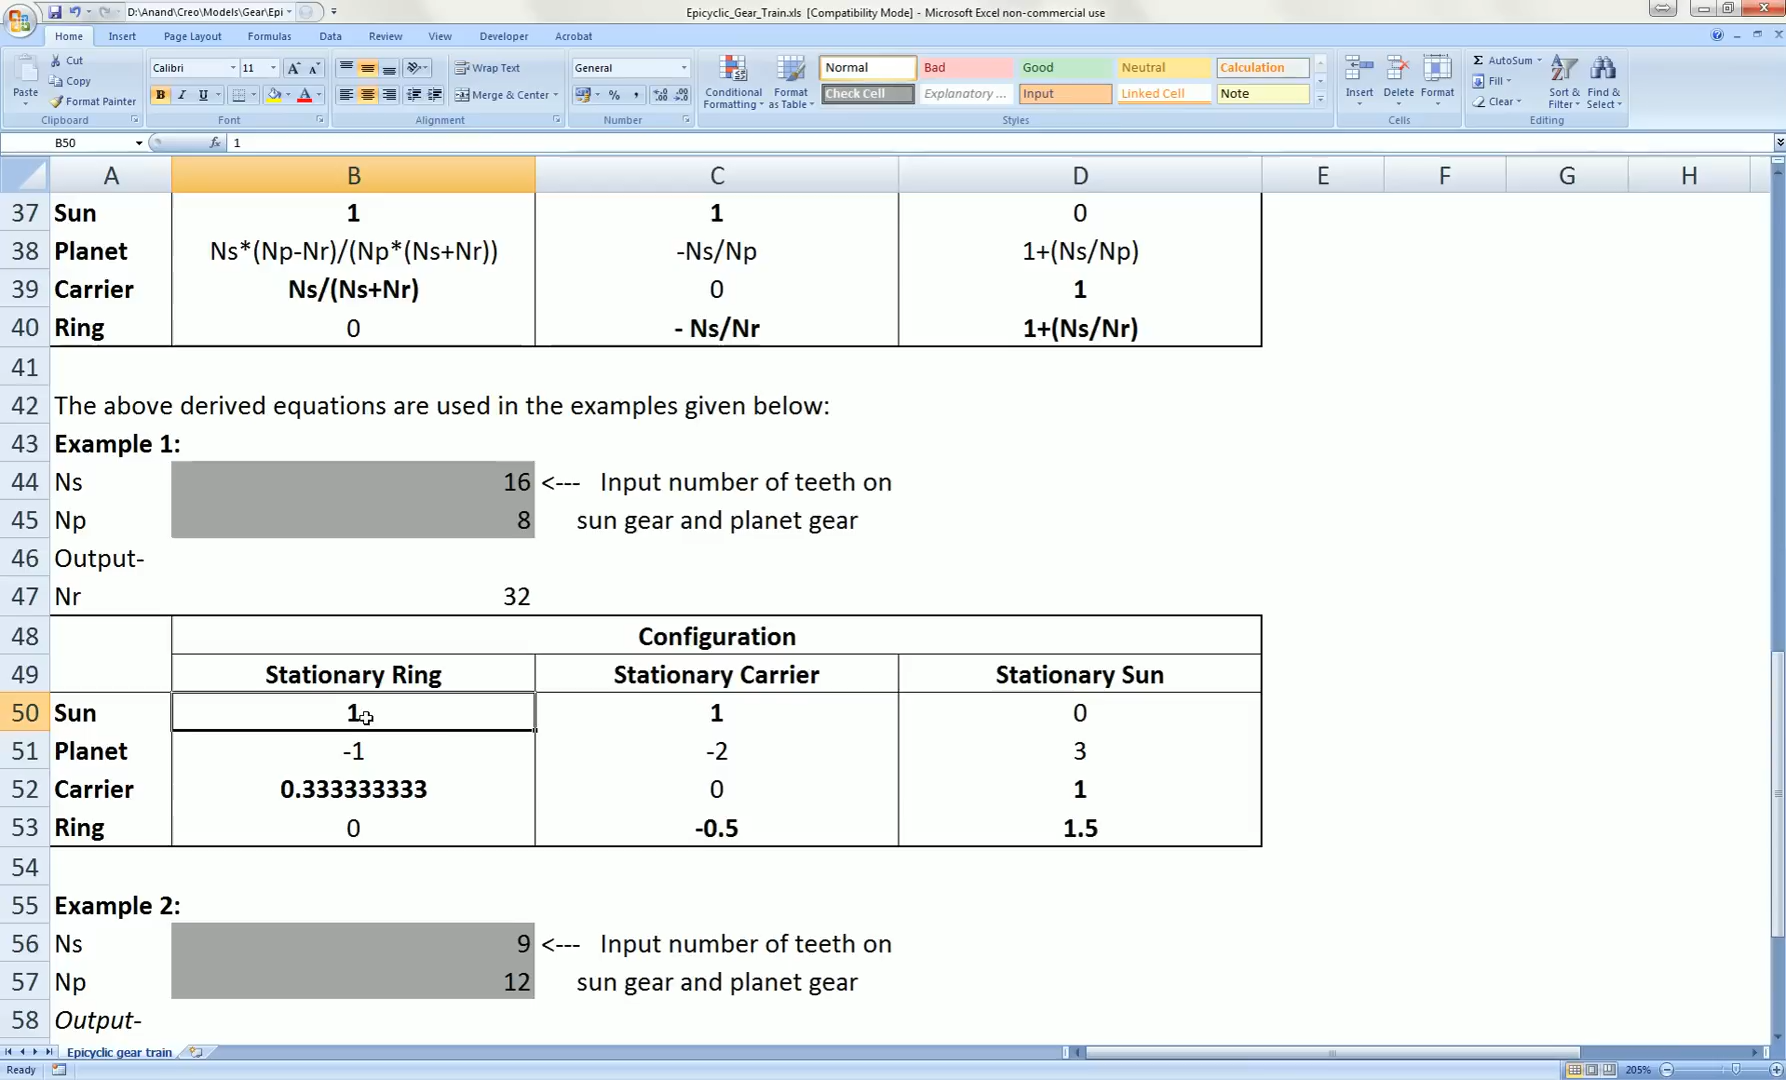 D:\Anand\Creo\Models\Gear\Epi
Epicyclic_Gear_Train.xls [Compatibility Mode] - Microsoft Excel non-commercial use
Home Insert Page Layout Formulas Data Review View Developer Acrobat
Cut
Copy
Format Painter
Paste
Clipboard
Calibri 11
B I U
Font
Wrap Text
Merge & Center
Alignment
General
% ,
Number
Conditional Formatting
Format as Table
Normal Bad Good Neutral Calculation
Check Cell Explanatory ... Input Linked Cell Note
Styles
Insert Delete Format
Cells
Σ AutoSum
Fill
Clear
Sort & Filter
Find & Select
Editing
B50 fx 1
A B C D E F G H
37 Sun 1 1 0
38 Planet Ns*(Np-Nr)/(Np*(Ns+Nr)) -Ns/Np 1+(Ns/Np)
39 Carrier Ns/(Ns+Nr) 0 1
40 Ring 0 - Ns/Nr 1+(Ns/Nr)
41
42 The above derived equations are used in the examples given below:
43 Example 1:
44 Ns 16 <--- Input number of teeth on
45 Np 8 sun gear and planet gear
46 Output-
47 Nr 32
48 Configuration
49 Stationary Ring Stationary Carrier Stationary Sun
50 Sun 1 1 0
51 Planet -1 -2 3
52 Carrier 0.333333333 0 1
53 Ring 0 -0.5 1.5
54
55 Example 2:
56 Ns 9 <--- Input number of teeth on
57 Np 12 sun gear and planet gear
58 Output-
Epicyclic gear train
Ready 205%